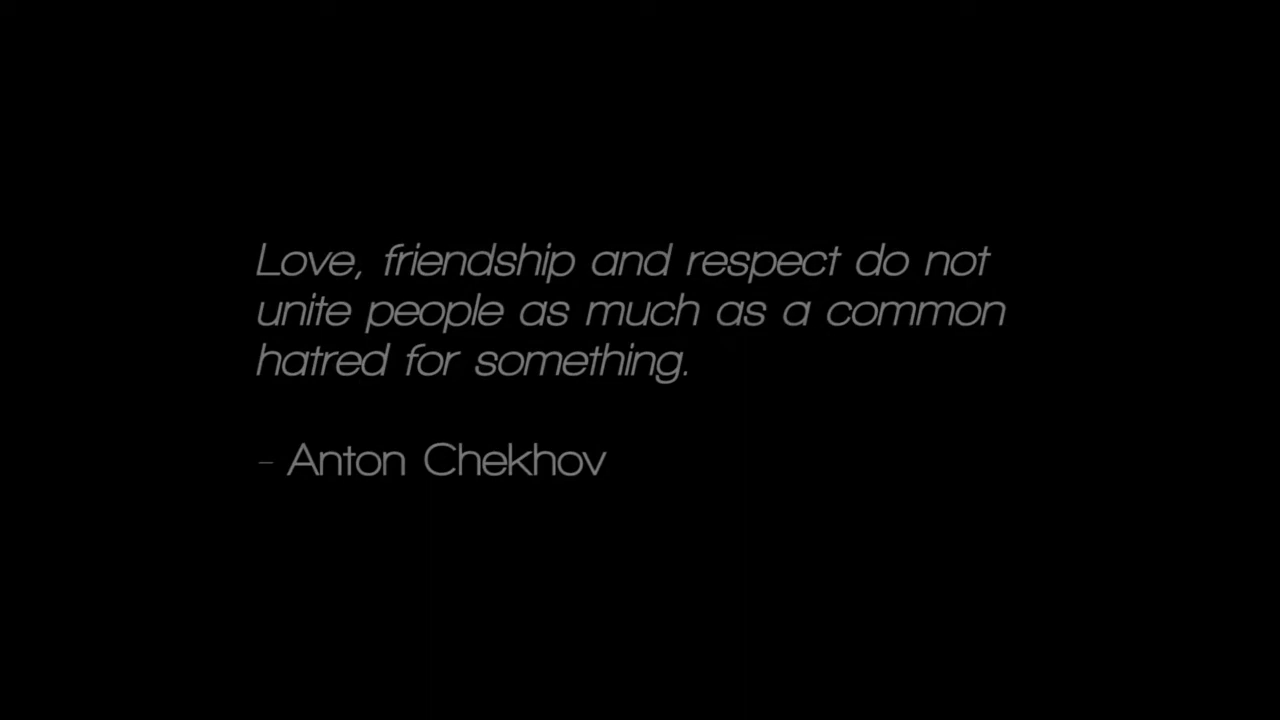 Love, friendship and respect do not
unite people as much as a common
hatred for something.
- Anton Chekhov